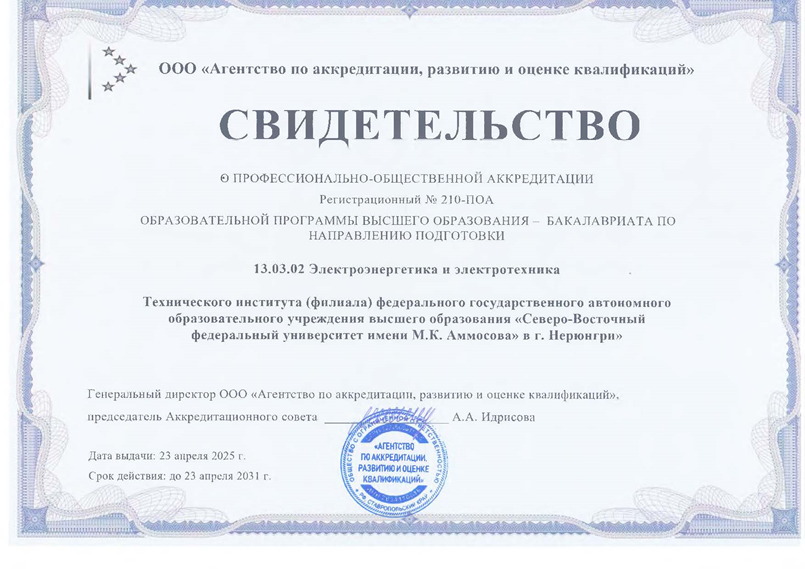 ООО «Агентство по аккредитации, развитию и оценке квалификаций»
СВИДЕТЕЛЬСТВО
О ПРОФЕССИОНАЛЬНО-ОБЩЕСТВЕННОЙ АККРЕДИТАЦИИ
Регистрационный № 210-ПОА
ОБРАЗОВАТЕЛЬНОЙ ПРОГРАММЫ ВЫСШЕГО ОБРАЗОВАНИЯ – БАКАЛАВРИАТА ПО
НАПРАВЛЕНИЮ ПОДГОТОВКИ
13.03.02 Электроэнергетика и электротехника
Технического института (филиала) федерального государственного автономного
образовательного учреждения высшего образования «Северо-Восточный
федеральный университет имени М.К. Аммосова» в г. Нерюнгри»
Генеральный директор ООО «Агентство по аккредитации, развитию и оценке квалификаций»,
председатель Аккредитационного совета А.А. Идрисова
ОБЩЕСТВО С ОГРАНИЧЕННОЙ ОТВЕТСТВЕННОСТЬЮ
«АГЕНТСТВО
ПО АККРЕДИТАЦИИ,
РАЗВИТИЮ И ОЦЕНКЕ
КВАЛИФИКАЦИЙ»
РФ, СТАВРОПОЛЬСКИЙ КРАЙ
Дата выдачи: 23 апреля 2025 г.
Срок действия: до 23 апреля 2031 г.